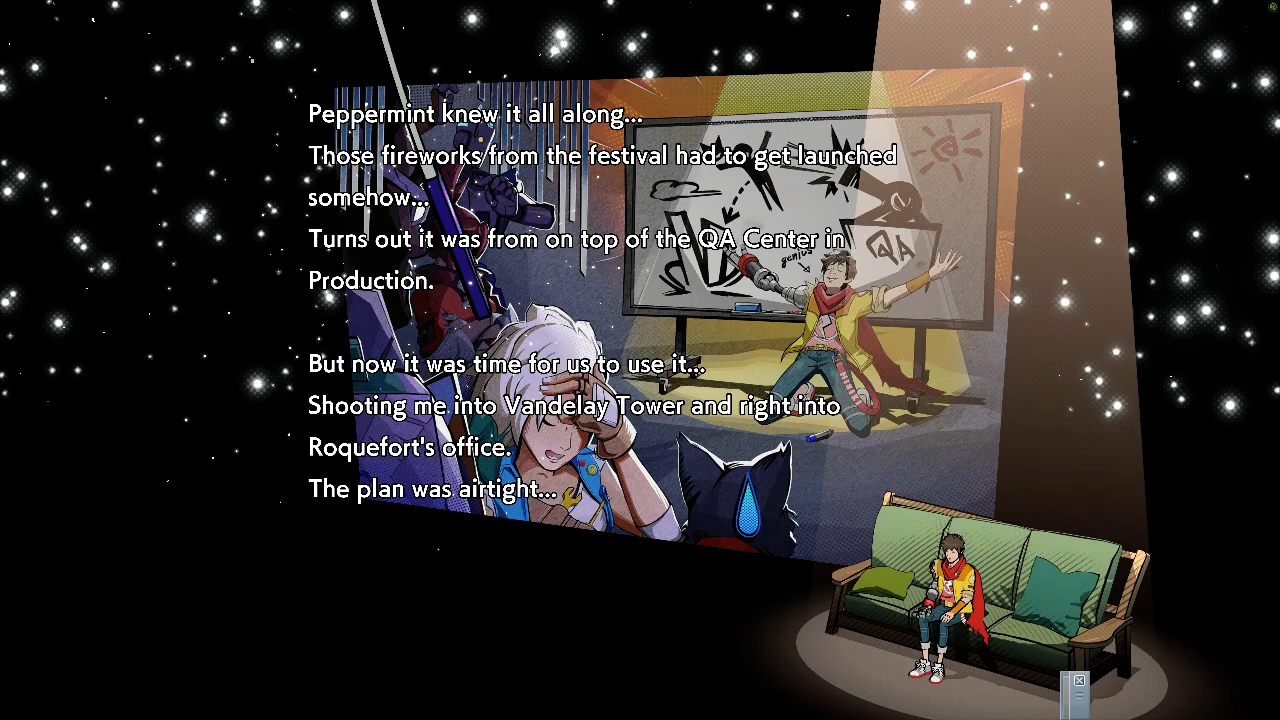 Peppermint knew it all along...
Those fireworks from the festival had to get launched
somehow...
Turns out it was from on top of the QA Center in
Production.
But now it was time for us to use it...
Shooting me into Vandelay Tower and right into
Roquefort's office.
The plan was airtight...
genius
QA